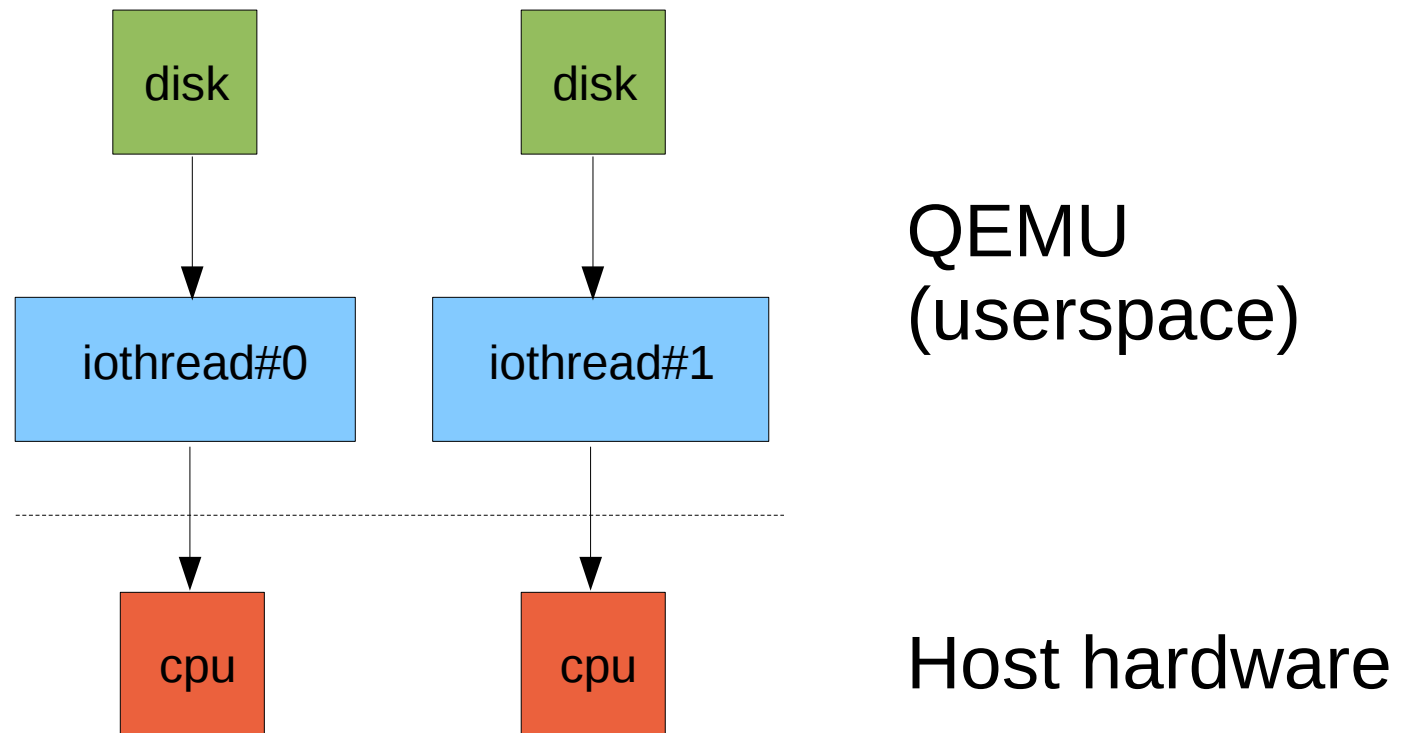 disk
disk
QEMU
(userspace)
iothread#0
iothread#1
cpu
cpu
Host hardware